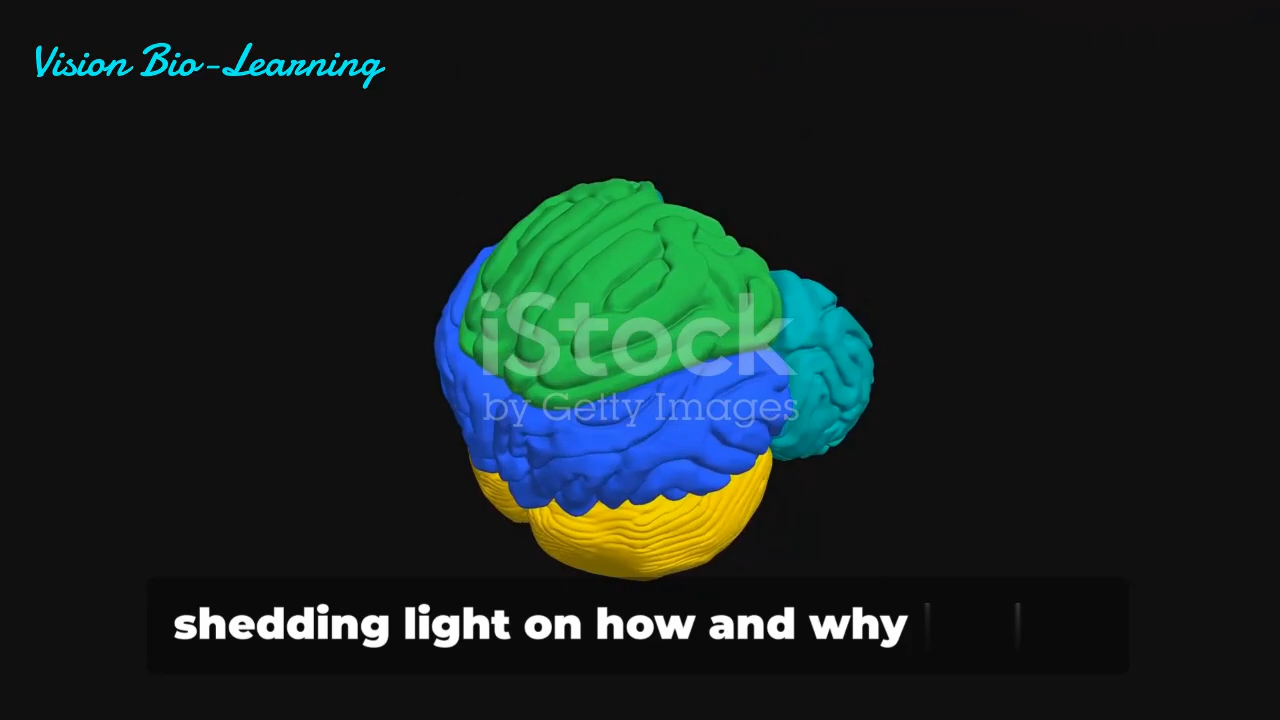 Vision Bio-Learning
iStock
by Getty Images
shedding light on how and why